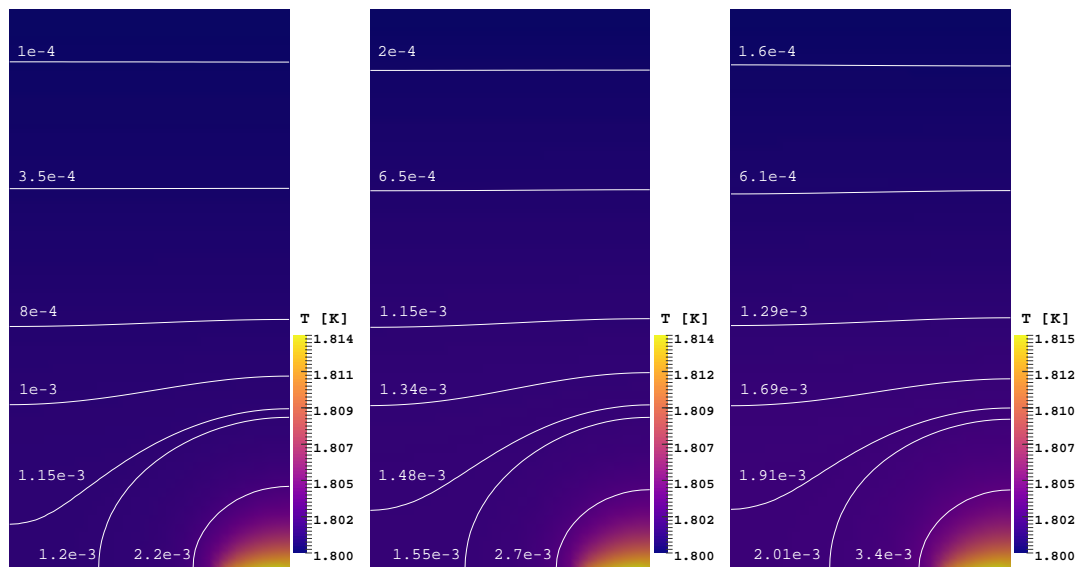 1e-4
3.5e-4
8e-4
1e-3
1.15e-3
1.2e-3 2.2e-3
T [K]
1.814
1.811
1.809
1.807
1.805
1.802
1.800
2e-4
6.5e-4
1.15e-3
1.34e-3
1.48e-3
1.55e-3 2.7e-3
T [K]
1.814
1.812
1.809
1.807
1.805
1.802
1.800
1.6e-4
6.1e-4
1.29e-3
1.69e-3
1.91e-3
2.01e-3 3.4e-3
T [K]
1.815
1.812
1.810
1.807
1.805
1.802
1.800